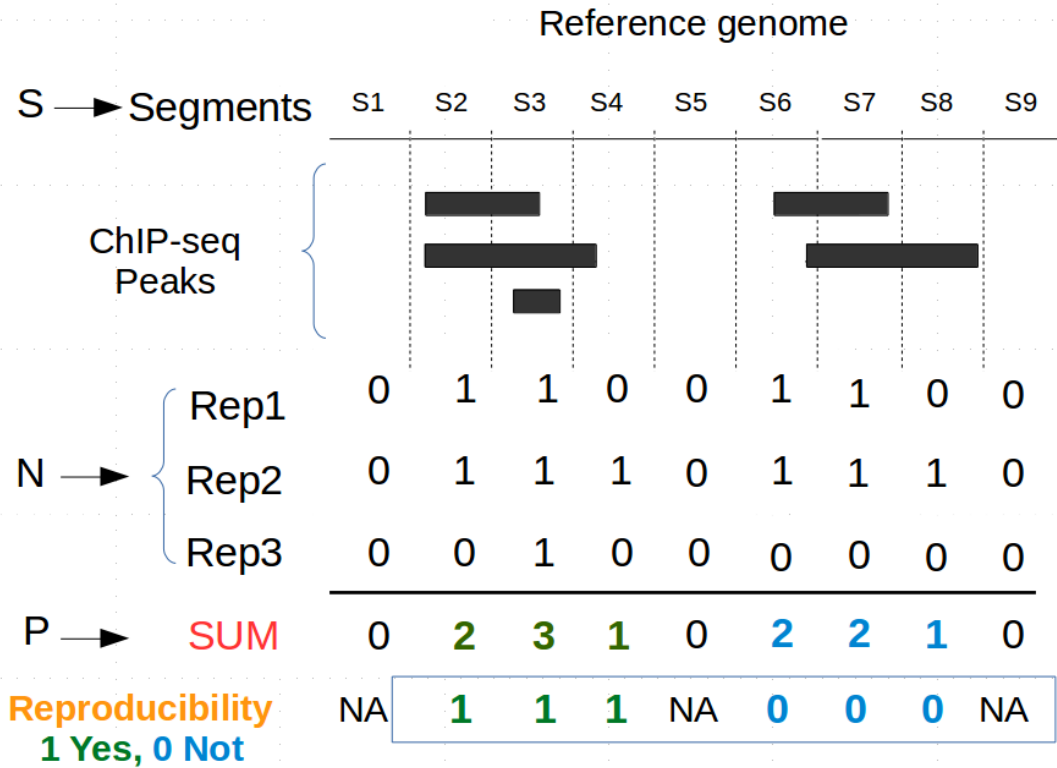 Reference genome
S Segments S1 S2 S3 S4 S5 S6 S7 S8 S9
ChIP-seq
Peaks
N
Rep1 0 1 1 0 0 1 1 0 0
Rep2 0 1 1 1 0 1 1 1 0
Rep3 0 0 1 0 0 0 0 0 0
P SUM 0 2 3 1 0 2 2 1 0
Reproducibility NA 1 1 1 NA 0 0 0 NA
1 Yes, 0 Not